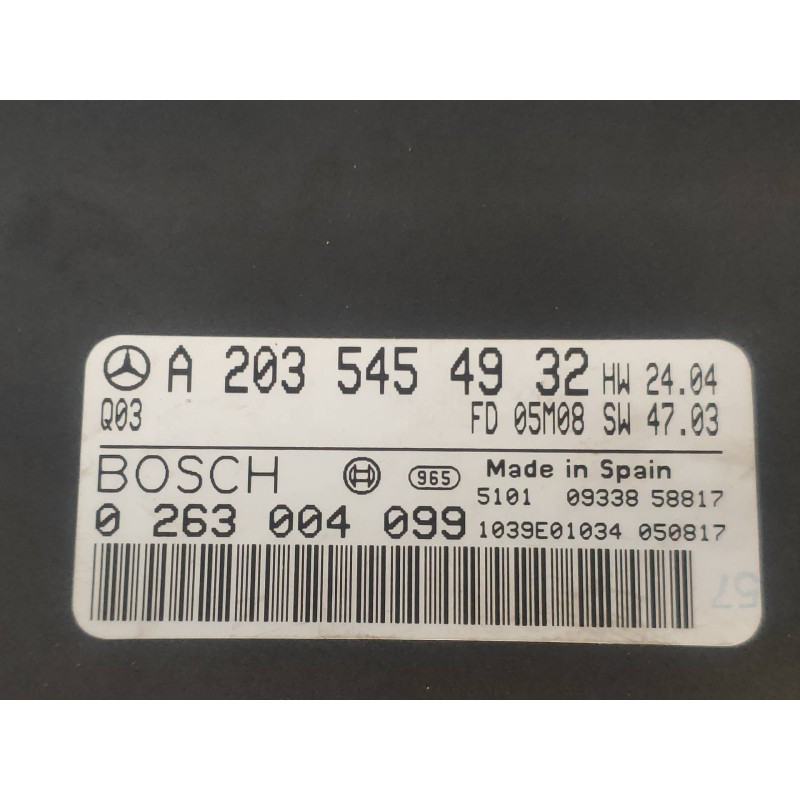 A 203 545 49 32 HW 24.04
Q03 FD 05M08 SW 47.03
BOSCH 965 Made in Spain
5101 09338 58817
0 263 004 099 1039E01034 050817
57